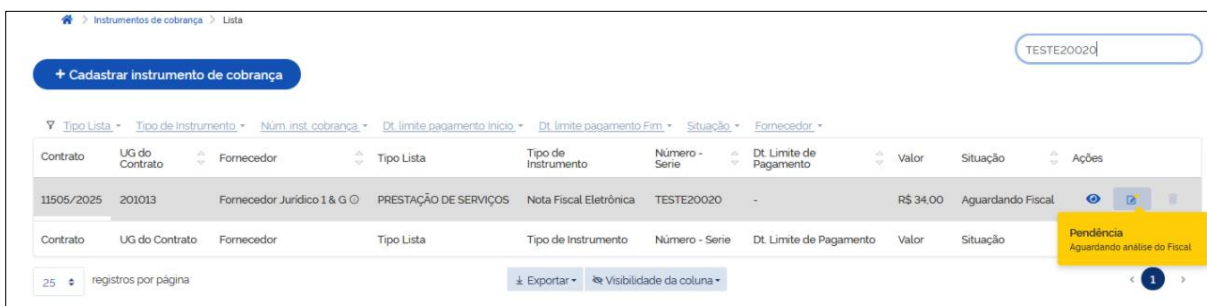 Instrumentos de cobrança > Lista
TESTE20020
+ Cadastrar instrumento de cobrança
Tipo Lista Tipo de Instrumento Núm. inst. cobrança Dt. limite pagamento Inicio Dt. limite pagamento Fim Situação Fornecedor
Contrato UG do Contrato Fornecedor Tipo Lista Tipo de Instrumento Número - Serie Dt. Limite de Pagamento Valor Situação Ações
11505/2025 201013 Fornecedor Jurídico 1 & G PRESTAÇÃO DE SERVIÇOS Nota Fiscal Eletrônica TESTE20020 - R$ 34,00 Aguardando Fiscal
Pendência
Aguardando análise do Fiscal
Contrato UG do Contrato Fornecedor Tipo Lista Tipo de Instrumento Número - Serie Dt. Limite de Pagamento Valor Situação
25 registros por página Exportar Visibilidade da coluna < 1 >